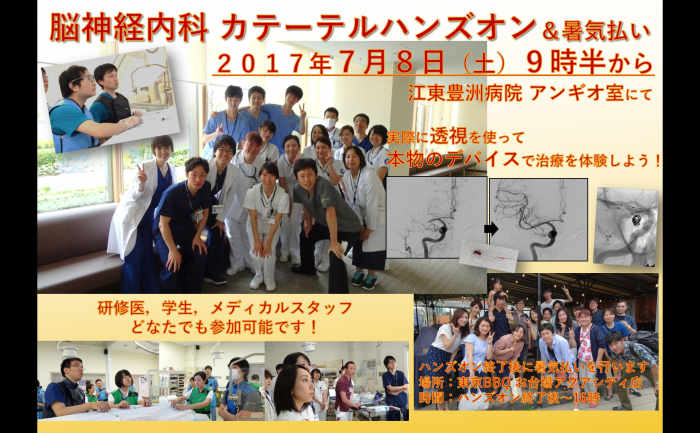 脳神経内科 カテーテルハンズオン＆暑気払い
２０１７年７月８日（土）９時半から
江東豊洲病院 アンギオ室にて
実際に透視を使って
本物のデバイスで治療を体験しよう！
研修医，学生，メディカルスタッフ
どなたでも参加可能です！
ハンズオン終了後に暑気払いを行います
場所：東京BBQ お台場アクアシティ店
時間：ハンズオン終了後～16時